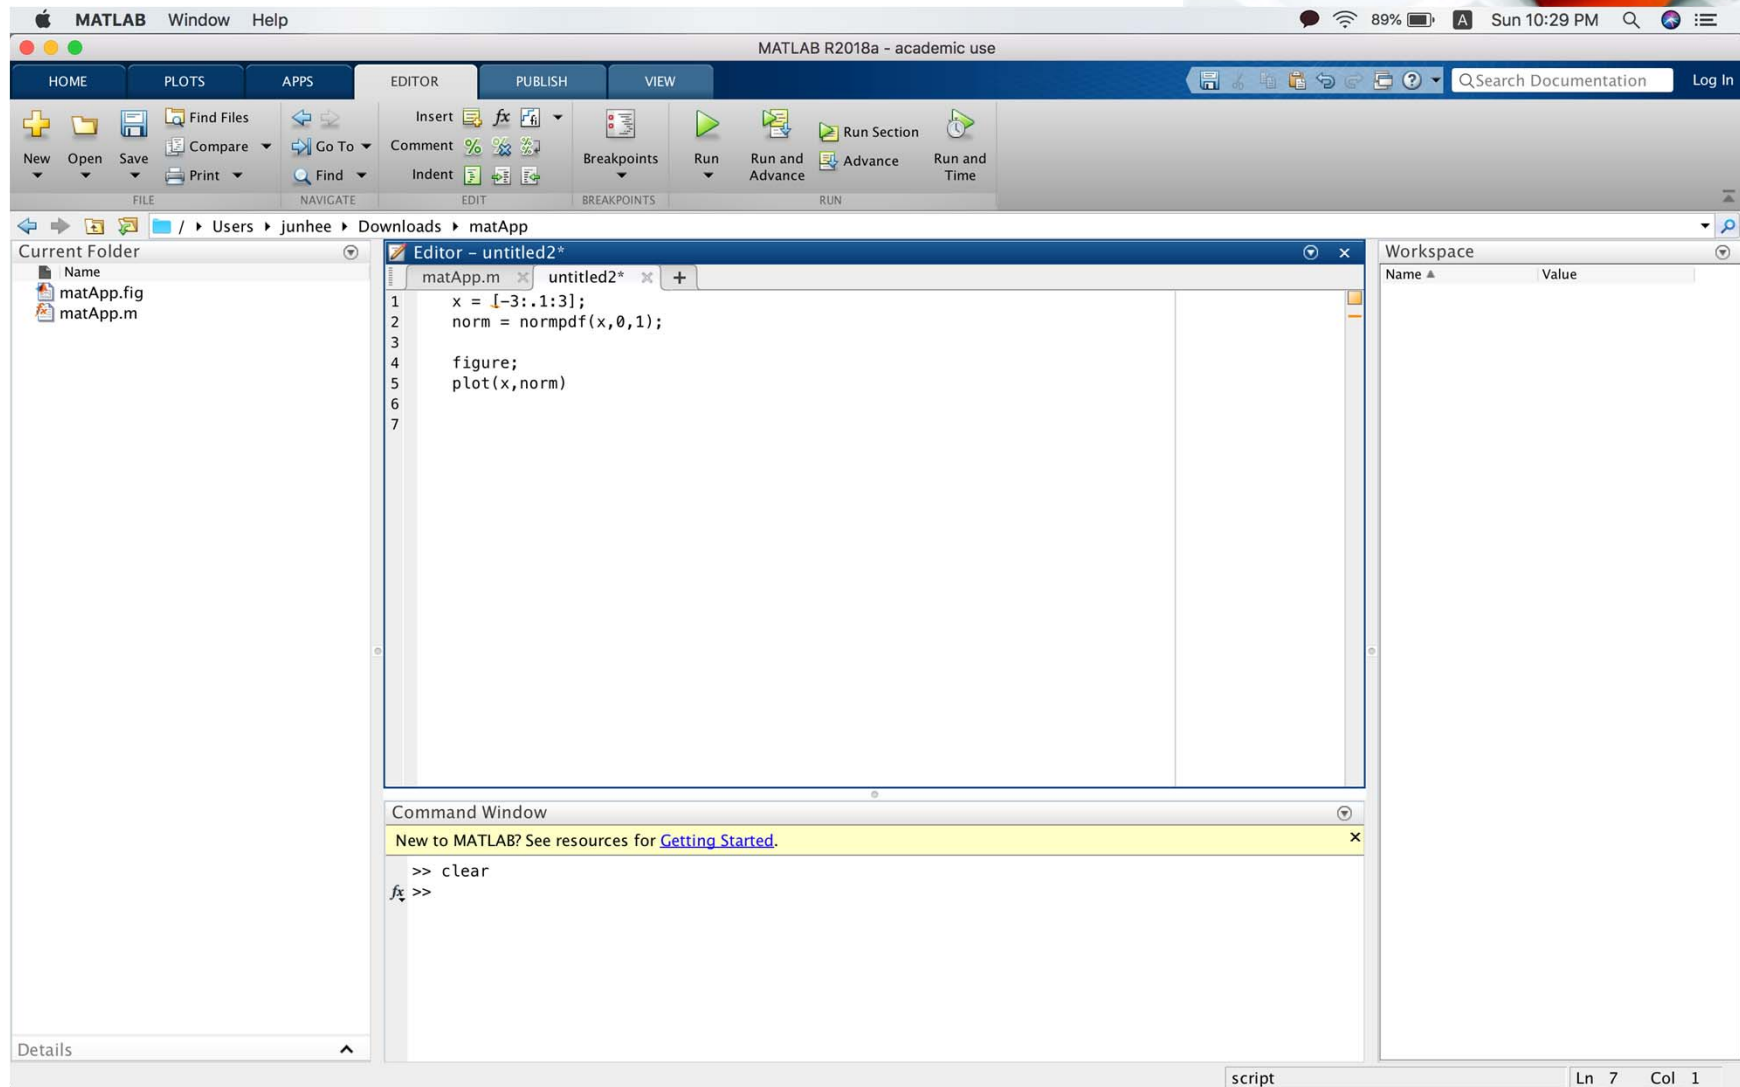 MATLAB Window Help 89% A Sun 10:29 PM
MATLAB R2018a - academic use
HOME PLOTS APPS EDITOR PUBLISH VIEW Search Documentation Log In
New Open Save Find Files Compare Print
Go To Find
Insert fx
Comment
Indent
Breakpoints Run Run and Advance Run Section Advance Run and Time
FILE NAVIGATE EDIT BREAKPOINTS RUN
/ Users junhee Downloads matApp
Current Folder
Name
matApp.fig
matApp.m
Editor – untitled2*
matApp.m untitled2* +
1 x = [-3:.1:3];
2 norm = normpdf(x,0,1);
3
4 figure;
5 plot(x,norm)
6
7
Command Window
New to MATLAB? See resources for Getting Started.
>> clear
fx >>
Workspace
Name Value
Details
script Ln 7 Col 1